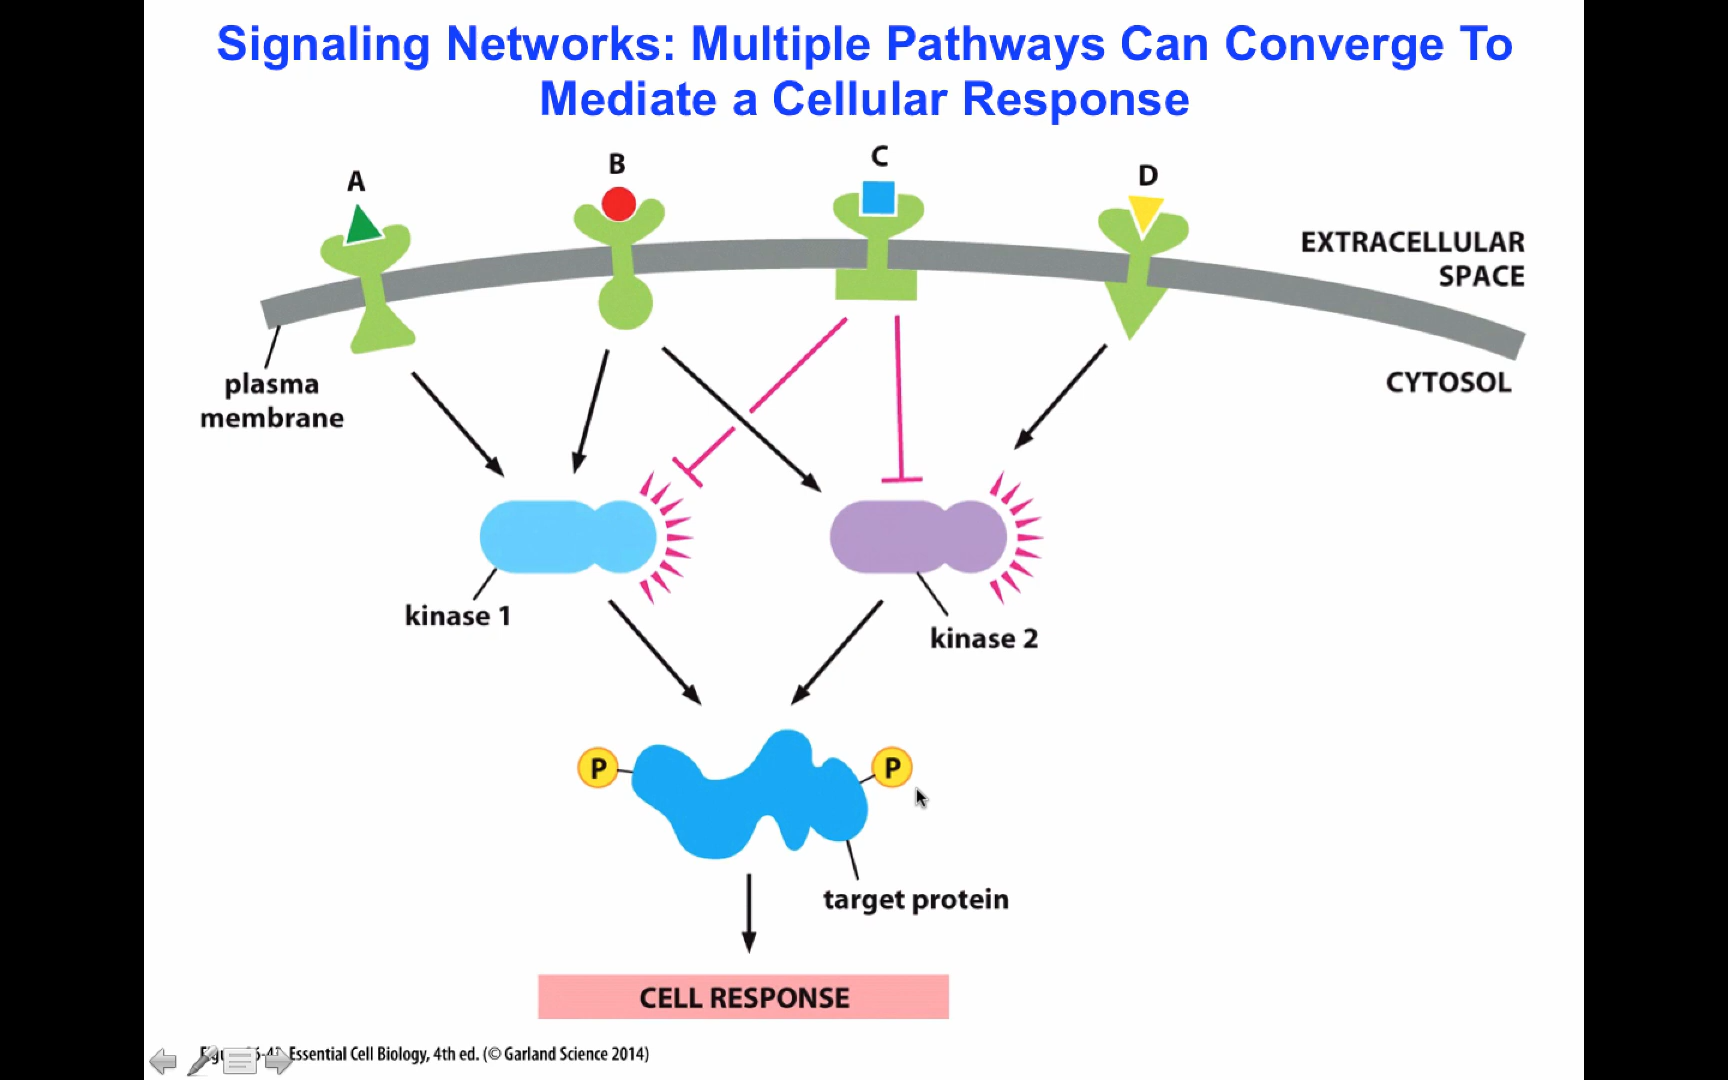 Signaling Networks: Multiple Pathways Can Converge To
Mediate a Cellular Response
A
B
C
D
EXTRACELLULAR
SPACE
plasma
membrane
CYTOSOL
kinase 1
kinase 2
P
P
target protein
CELL RESPONSE
Essential Cell Biology, 4th ed. (© Garland Science 2014)